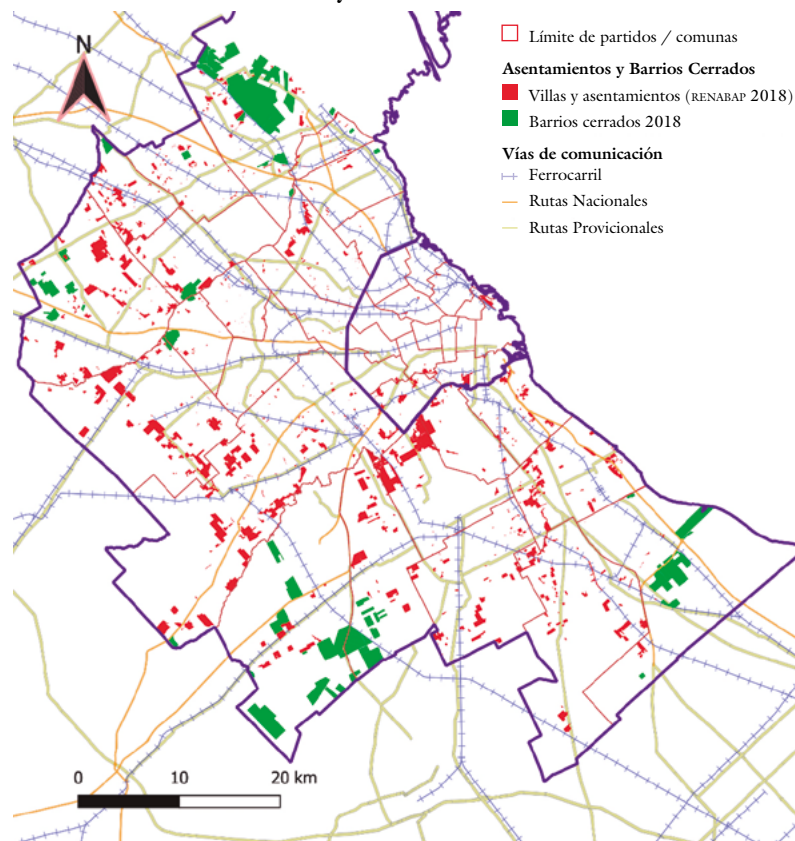 Límite de partidos / comunas
Asentamientos y Barrios Cerrados
Villas y asentamientos (RENABAP 2018)
Barrios cerrados 2018
Vías de comunicación
Ferrocarril
Rutas Nacionales
Rutas Provicionales
N
0 10 20 km